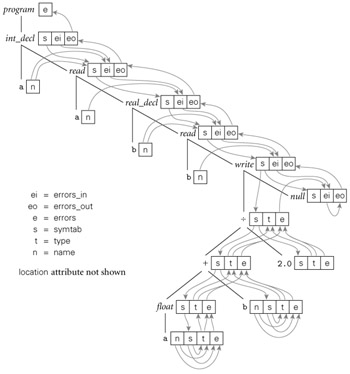 program e
int_decl s ei eo
read s ei eo
a n
real_decl s ei eo
a n
read s ei eo
b n
write s ei eo
b n
null s ei eo
÷ s t e
ei = errors_in
eo = errors_out
e = errors
s = symtab
t = type
n = name
location attribute not shown
+ s t e
2.0 s t e
float s t e
b n s t e
a n s t e